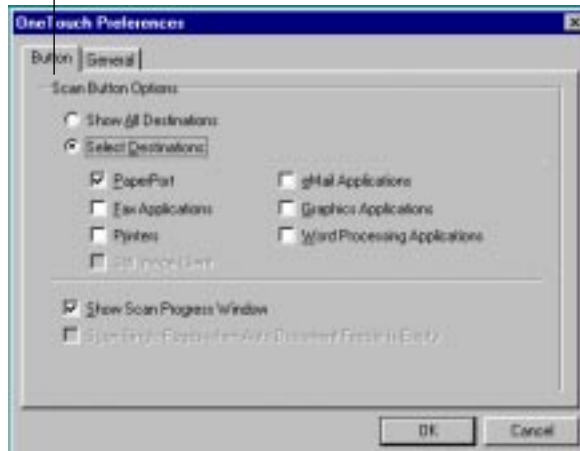 OneTouch Preferences
Button General
Scan Button Options
Show All Destinations
Select Destinations:
PaperPort eMail Applications
Fax Applications Graphics Applications
Printers Word Processing Applications
Show Scan Progress Window
OK Cancel